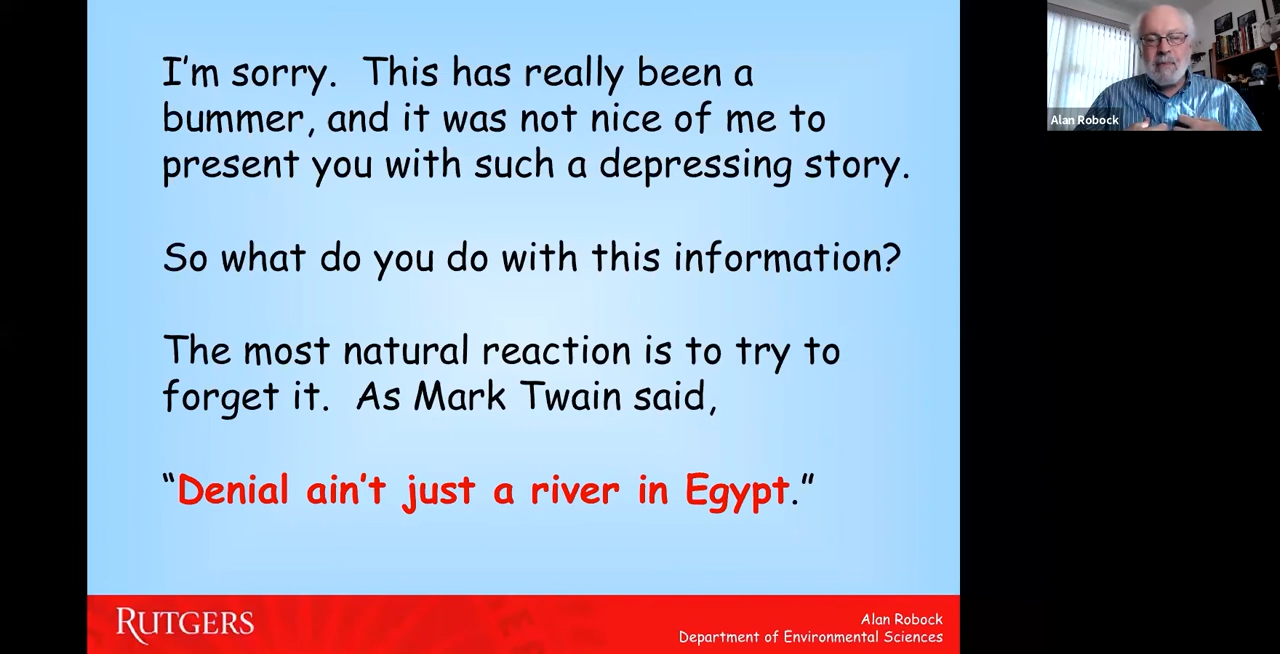 I'm sorry.  This has really been a
bummer, and it was not nice of me to
present you with such a depressing story.
So what do you do with this information?
The most natural reaction is to try to
forget it.  As Mark Twain said,
“Denial ain't just a river in Egypt.”
RUTGERS
Alan Robock
Department of Environmental Sciences
Alan Robock